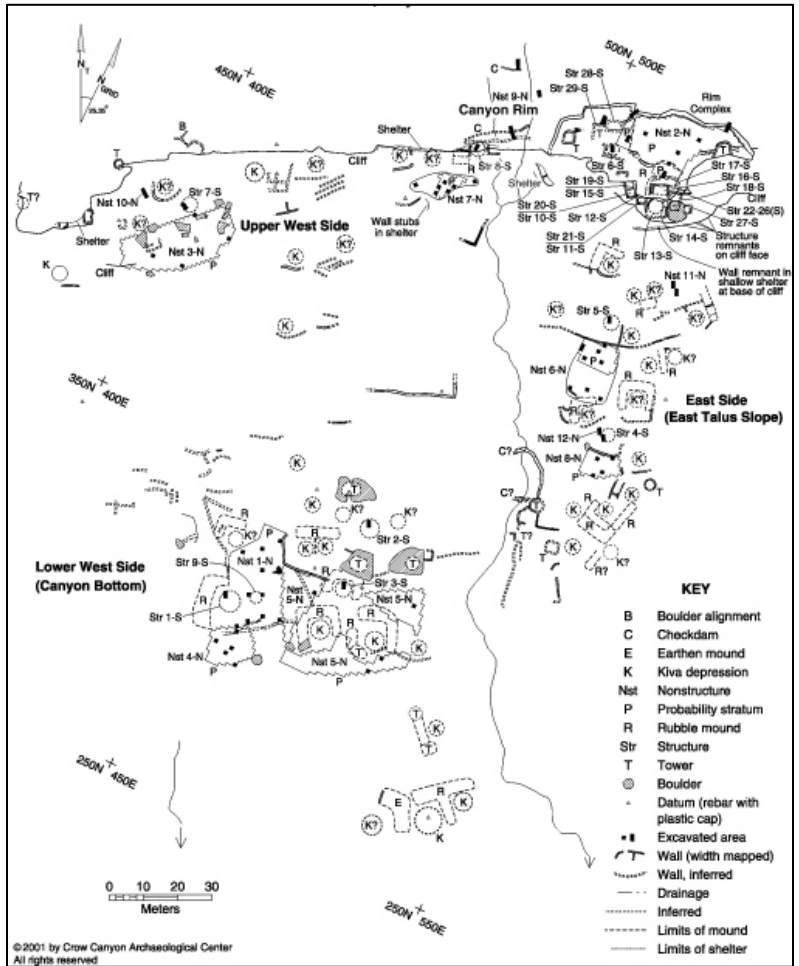 500N 500E
450N 400E
N T
N GRID
C
Str 28-S
Str 29-S
Nst 9-N
Canyon Rim
Rim Complex
Nst 2-N
B
Shelter
C
T
P
P
T
T
T
Cliff
K?
K?
K
K?
R
Str 8-S
Str 6-S
R
P
Str 17-S
Str 16-S
Str 18-S
Cliff
T?
Nst 10-N
K?
Str 7-S
K
Nst 7-N
Shelter
Str 19-S
Str 15-S
Str 20-S
Str 10-S
Str 12-S
Str 22-26(S)
Str 27-S
K?
Upper West Side
Wall stubs in shelter
Str 21-S
Str 11-S
Str 14-S
Structure remnants on cliff face
Shelter
Nst 3-N
K?
K?
Str 13-S
R
K
Wall remnant in shallow shelter at base of cliff
Cliff
P
K
K
Nst 11-N
K
K
R
K?
K?
Str 5-S
K
K
350N 400E
P
Nst 6-N
K
R
K?
K?
R
K?
R
East Side
(East Talus Slope)
Nst 12-N
Str 4-S
K
Nst 8-N
C?
P
K
C?
T
K
K
K
T
R
R
K
T?
T
K
R?
K?
T
K
K?
K?
Str 2-S
R
K?
P
R
K
K
Lower West Side
(Canyon Bottom)
Str 9-S
Nst 1-N
T
T
R
Nst 5-N
Str 3-S
Nst 5-N
R
R
R
R
Str 1-S
K
K
T
K
Nst 4-N
Nst 5-N
P
P
T
K
T
250N 450E
E
R
K
K?
K
250N 550E
0 10 20 30
Meters
KEY
B Boulder alignment
C Checkdam
E Earthen mound
K Kiva depression
Nst Nonstructure
P Probability stratum
R Rubble mound
Str Structure
T Tower
Boulder
Datum (rebar with
plastic cap)
Excavated area
T Wall (width mapped)
Wall, inferred
Drainage
Inferred
Limits of mound
Limits of shelter
© 2001 by Crow Canyon Archaeological Center
All rights reserved